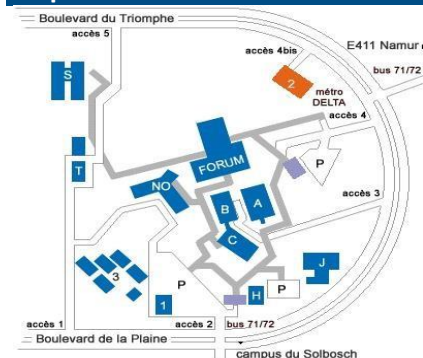 Boulevard du Triomphe
accès 5
accès 4bis
E411 Namur
bus 71/72
S
2
métro
DELTA
accès 4
FORUM
P
T
NO
accès 3
B
A
C
3
P
J
1
H
P
accès 1
accès 2
bus 71/72
Boulevard de la Plaine
campus du Solbosch